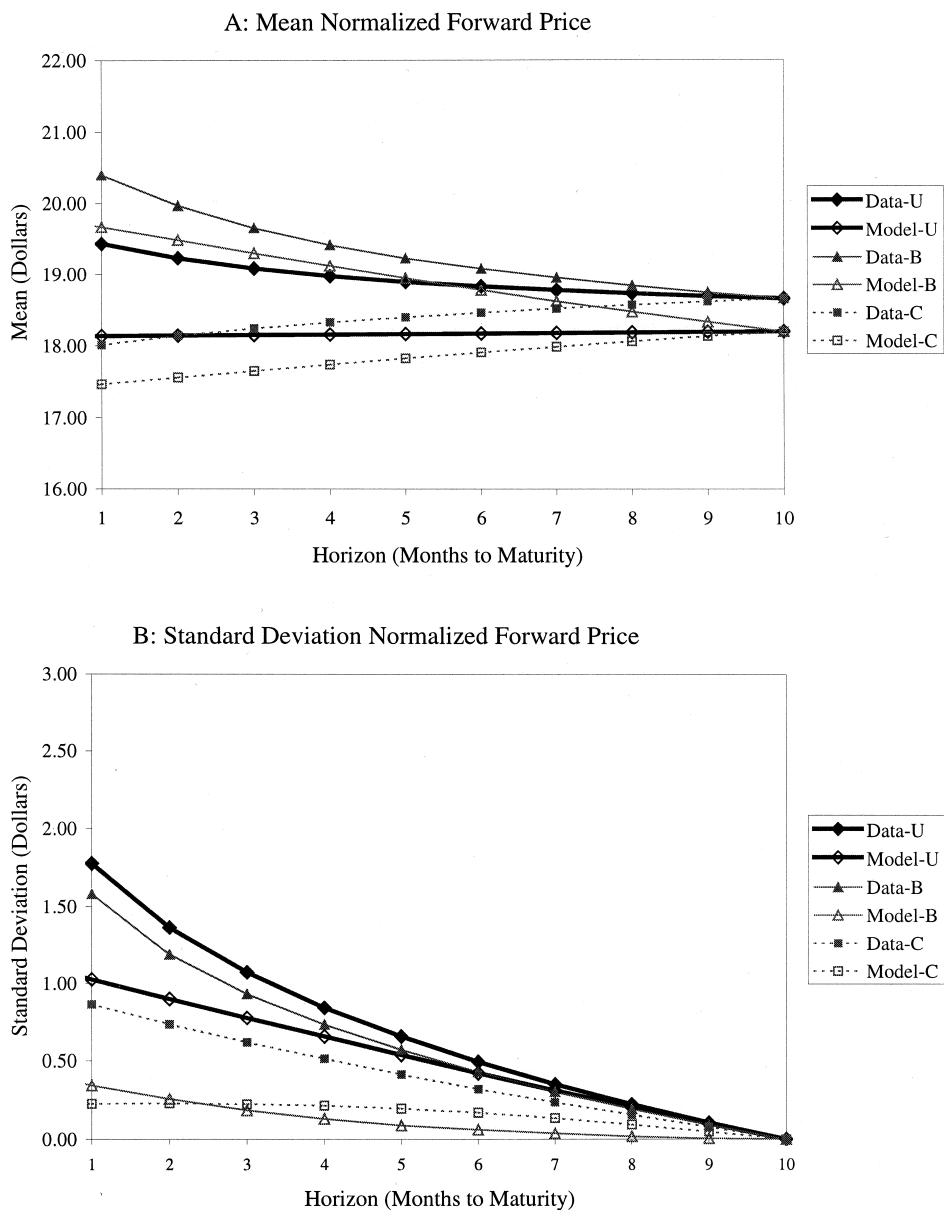 A: Mean Normalized Forward Price
22.00
21.00
20.00
19.00
18.00
17.00
16.00
Mean (Dollars)
1 2 3 4 5 6 7 8 9 10
Horizon (Months to Maturity)
Data-U
Model-U
Data-B
Model-B
Data-C
Model-C
B: Standard Deviation Normalized Forward Price
3.00
2.50
2.00
1.50
1.00
0.50
0.00
Standard Deviation (Dollars)
1 2 3 4 5 6 7 8 9 10
Horizon (Months to Maturity)
Data-U
Model-U
Data-B
Model-B
Data-C
Model-C